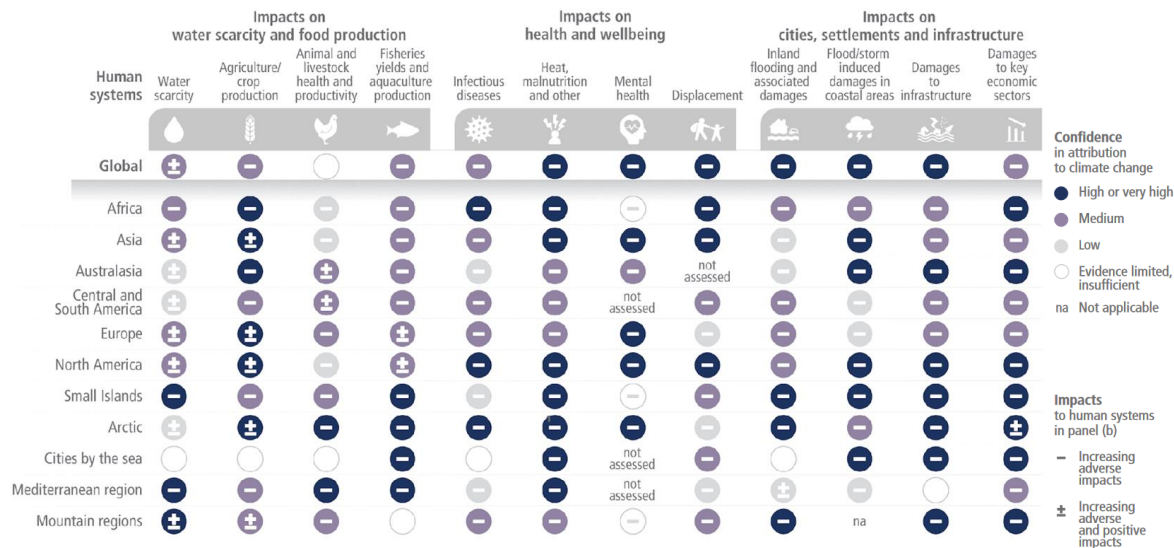 Impacts on
water scarcity and food production
Impacts on
health and wellbeing
Impacts on
cities, settlements and infrastructure
Human
systems
Water
scarcity
Agriculture/
crop
production
Animal and
livestock
health and
productivity
Fisheries
yields and
aquaculture
production
Infectious
diseases
Heat,
malnutrition
and other
Mental
health
Displacement
Inland
flooding and
associated
damages
Flood/storm
induced
damages in
coastal areas
Damages
to
infrastructure
Damages
to key
economic
sectors
Global
± − − − − − − − − − −
Africa
− − − − − − − − − − − −
Asia
± ± − − − − − − − − − −
Australasia
± − ± − − − − not
assessed
− − − −
Central and
South America
± − ± − − − not
assessed
− − − − −
Europe
± ± − ± − − − − − − − −
North America
± ± − ± − − − − − − − −
Small Islands
− − − − − − − − − − − −
Arctic
± ± − − − − − − − − − ±
Cities by the sea
− − not
assessed
− − − −
Mediterranean region
− − − − − − not
assessed
− ± − −
Mountain regions
± ± − − − − − − na − −
Confidence
in attribution
to climate change
High or very high
Medium
Low
Evidence limited,
insufficient
na Not applicable
Impacts
to human systems
in panel (b)
− Increasing
adverse
impacts
± Increasing
adverse
and positive
impacts